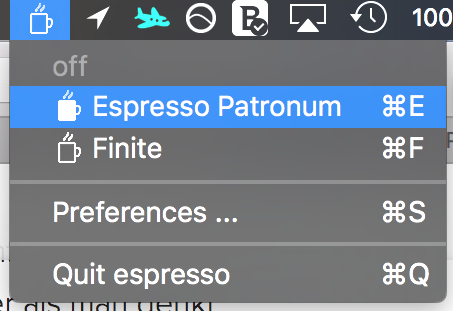 100
off
Espresso Patronum ⌘E
Finite ⌘F
Preferences ... ⌘S
Quit espresso ⌘Q
er als man denkt